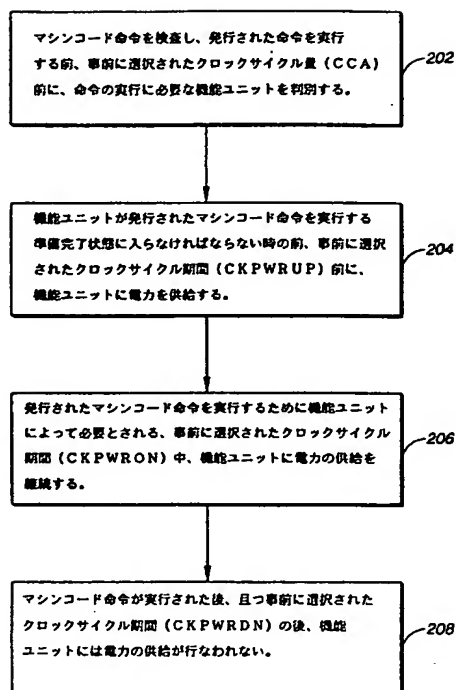 マシンコード命令を検査し、発行された命令を実行
する前、事前に選択されたクロックサイクル量(CCA)
前に、命令の実行に必要な機能ユニットを判別する。
202
機能ユニットが発行されたマシンコード命令を実行する
準備完了状態に入らなければならない時の前、事前に選択
されたクロックサイクル期間(CKPWRUP)前に、
機能ユニットに電力を供給する。
204
発行されたマシンコード命令を実行するために機能ユニット
によって必要とされる、事前に選択されたクロックサイクル
期間(CKPWRON)中、機能ユニットに電力の供給を
継続する。
206
マシンコード命令が実行された後、且つ事前に選択された
クロックサイクル期間(CKPWRDN)の後、機能
ユニットには電力の供給が行なわれない。
208